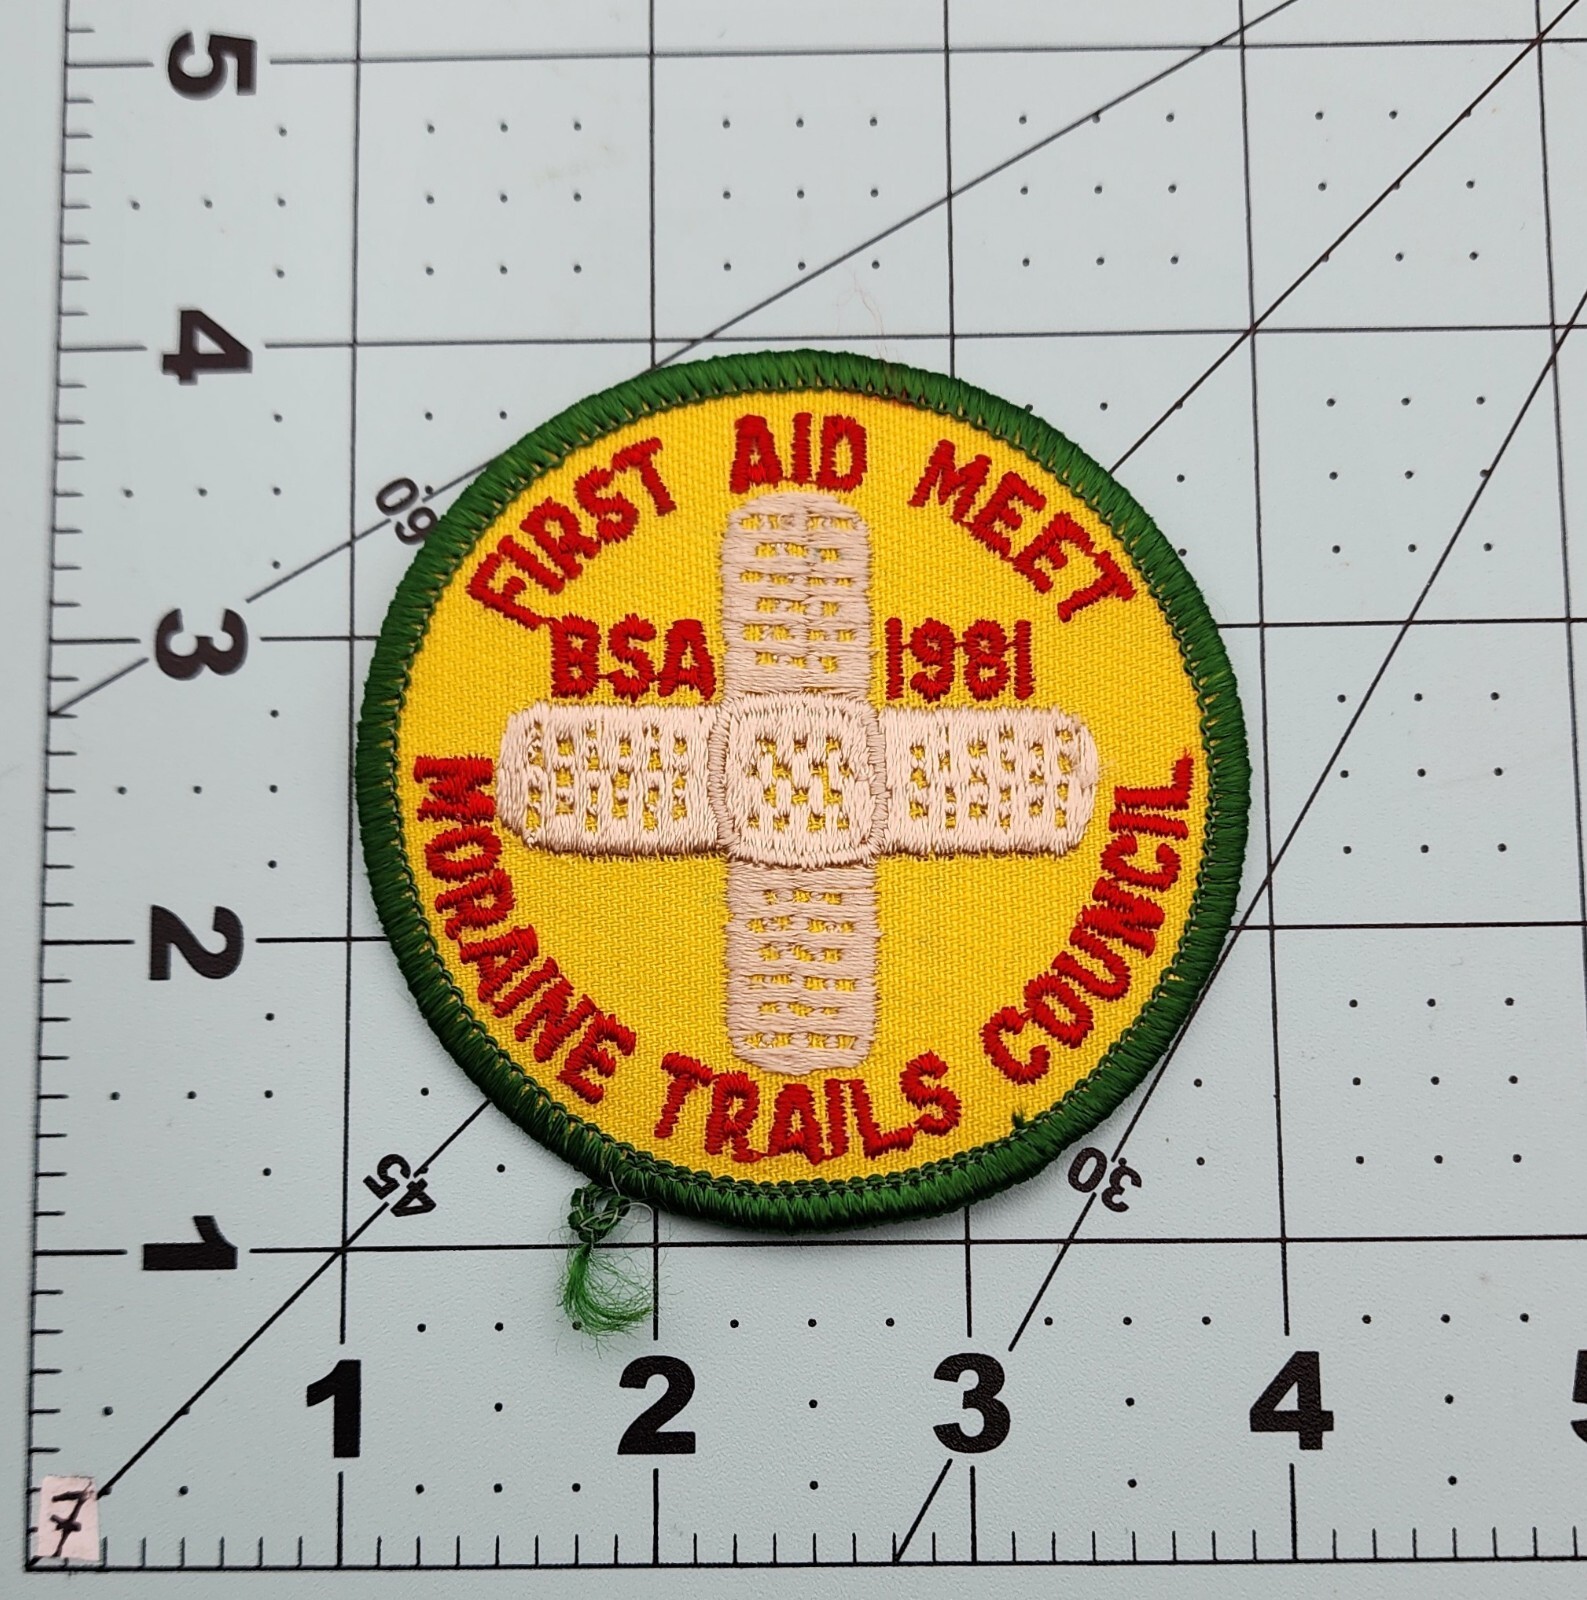 FIRST AID MEET
BSA 1981
MORAINE TRAILS COUNCIL
5
4
3
2
1
60
45
30
1 2 3 4 5
7